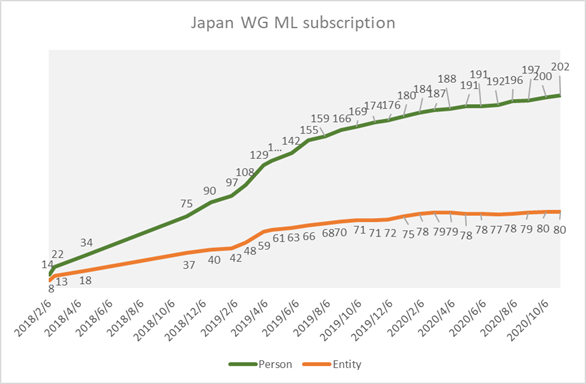 Japan WG ML subscription
14 22 34 75 90 97 108 129 1... 142 155 159 166 169 174 176 180 184 187 188 191 191 192 196 197 200 202
8 13 18 37 40 42 48 59 61 63 66 68 70 71 71 72 75 78 79 79 78 78 77 78 79 80 80
2018/2/6 2018/4/6 2018/6/6 2018/8/6 2018/10/6 2018/12/6 2019/2/6 2019/4/6 2019/6/6 2019/8/6 2019/10/6 2019/12/6 2020/2/6 2020/4/6 2020/6/6 2020/8/6 2020/10/6
Person Entity